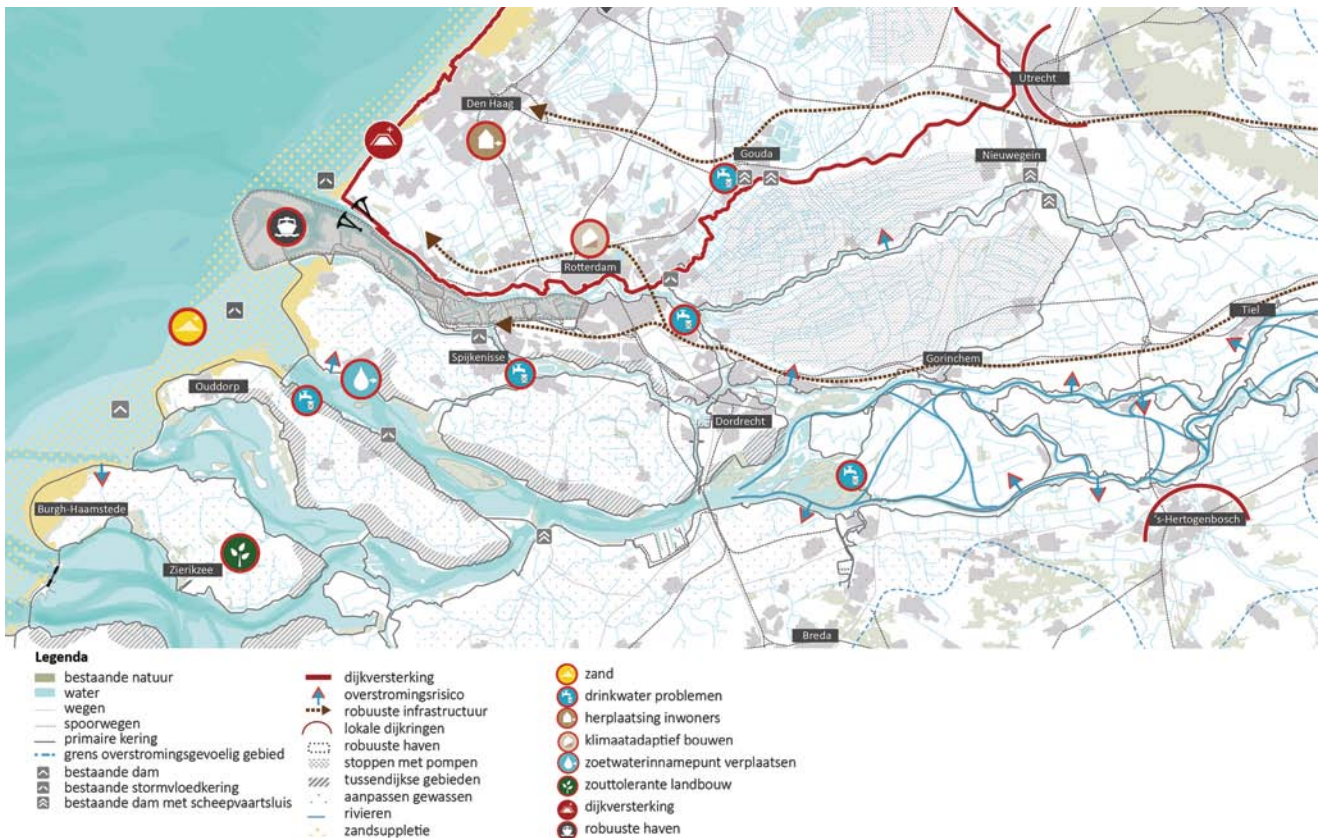 Utrecht
Den Haag
Gouda
Nieuwegein
Rotterdam
Tiel
Spijkenisse
Gorinchem
Ouddorp
Dordrecht
Burgh-Haamstede
's-Hertogenbosch
Zierikzee
Breda
Legenda
bestaande natuur
water
wegen
spoorwegen
primaire kering
grens overstromingsgevoelig gebied
bestaande dam
bestaande stormvloedkering
bestaande dam met scheepvaartsluis
dijkversterking
overstromingsrisico
robuuste infrastructuur
lokale dijkringen
robuuste haven
stoppen met pompen
tussendijkse gebieden
aanpassen gewassen
rivieren
zandsuppletie
zand
drinkwater problemen
herplaatsing inwoners
klimaatadaptief bouwen
zoetwaterinnamepunt verplaatsen
zouttolerante landbouw
dijkversterking
robuuste haven